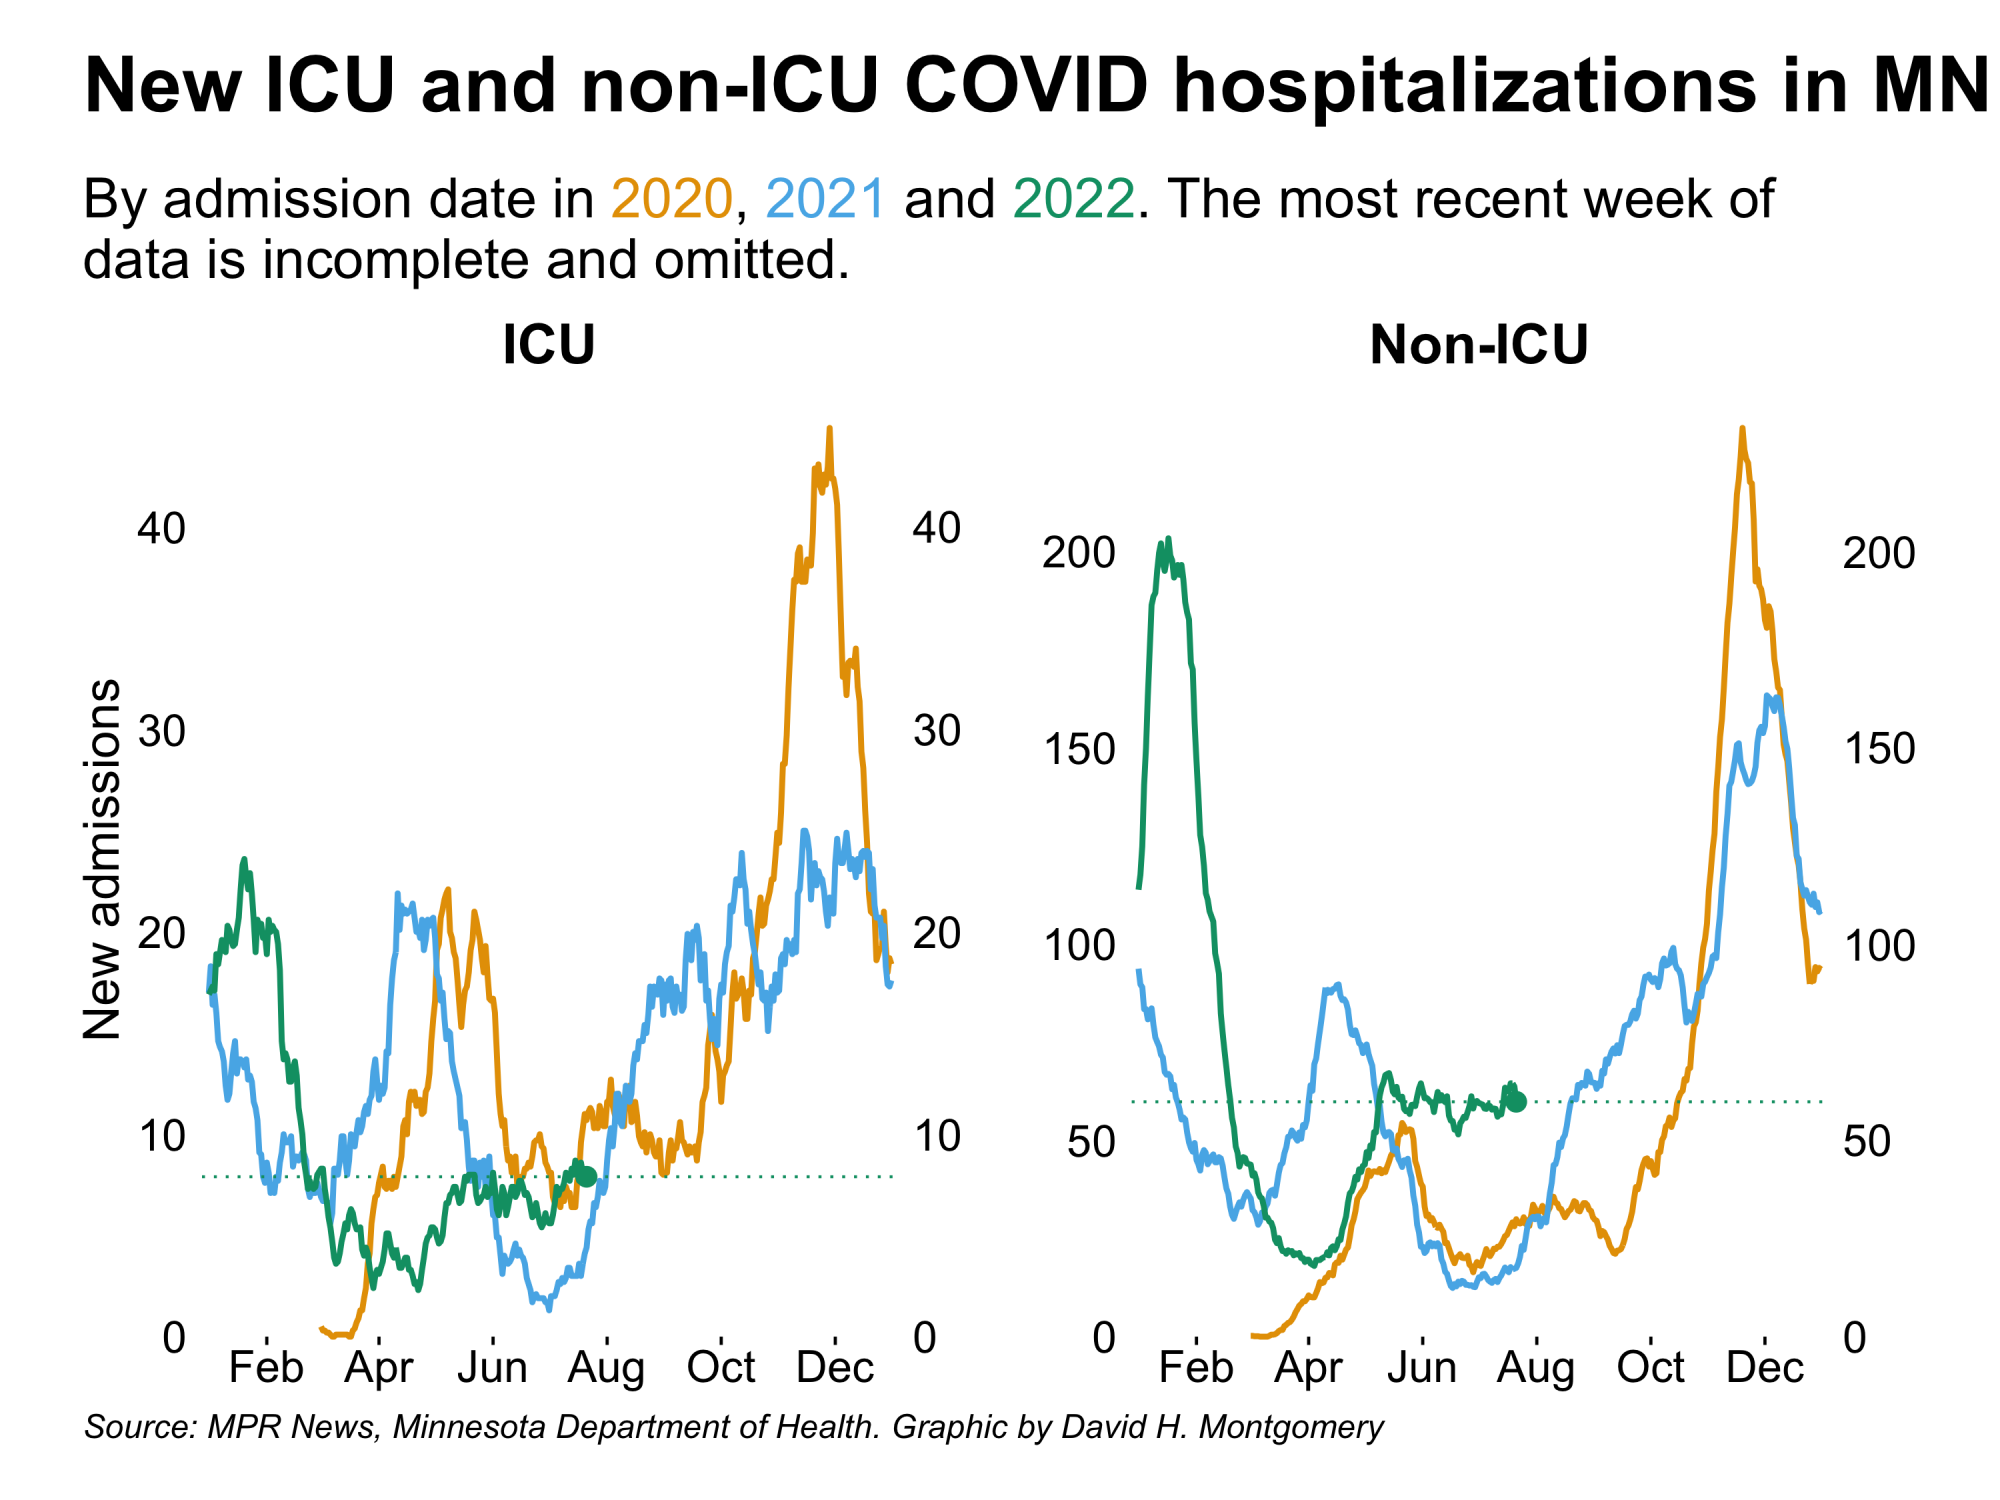 New ICU and non-ICU COVID hospitalizations in MN
By admission date in 2020, 2021 and 2022. The most recent week of
data is incomplete and omitted.
ICU
Non-ICU
New admissions
40
30
20
10
0
40
30
20
10
0
Feb Apr Jun Aug Oct Dec
200
150
100
50
0
200
150
100
50
0
Feb Apr Jun Aug Oct Dec
Source: MPR News, Minnesota Department of Health. Graphic by David H. Montgomery